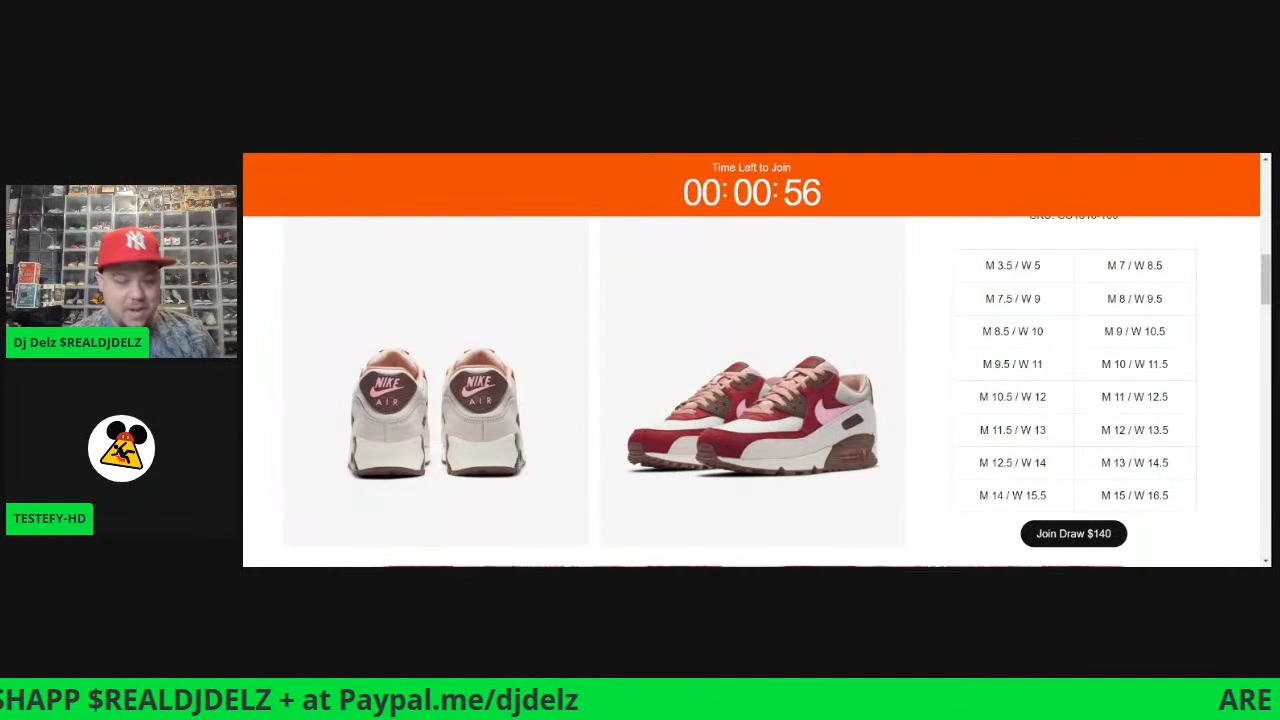 Time Left to Join
00:00:56
M 3.5 / W 5
M 7 / W 8.5
M 7.5 / W 9
M 8 / W 9.5
M 8.5 / W 10
M 9 / W 10.5
M 9.5 / W 11
M 10 / W 11.5
M 10.5 / W 12
M 11 / W 12.5
M 11.5 / W 13
M 12 / W 13.5
M 12.5 / W 14
M 13 / W 14.5
M 14 / W 15.5
M 15 / W 16.5
Join Draw $140
NIKE
AIR
NIKE
AIR
NY
Dj Delz $REALDJDELZ
TESTEFY-HD
SHAPP $REALDJDELZ + at Paypal.me/djdelz
ARE